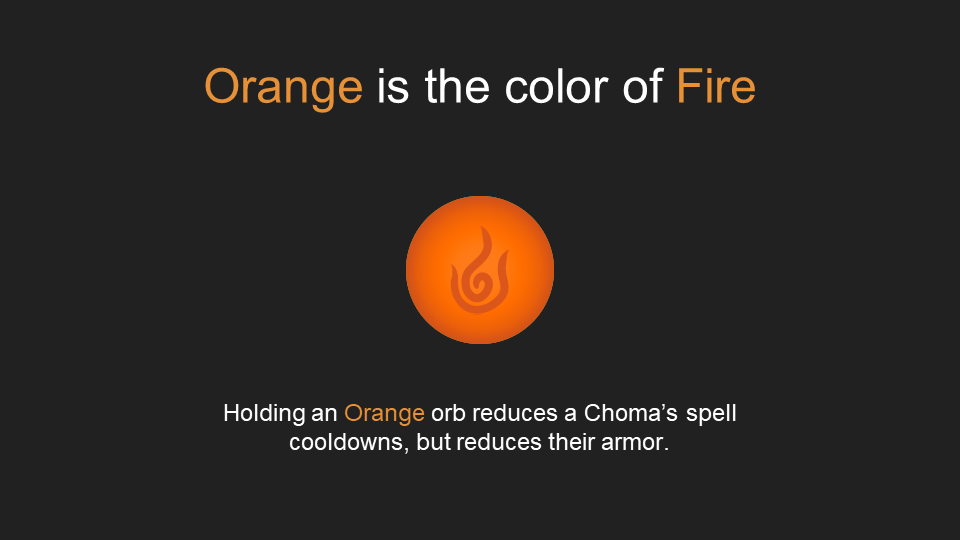 Orange is the color of Fire
Holding an Orange orb reduces a Choma’s spell
cooldowns, but reduces their armor.